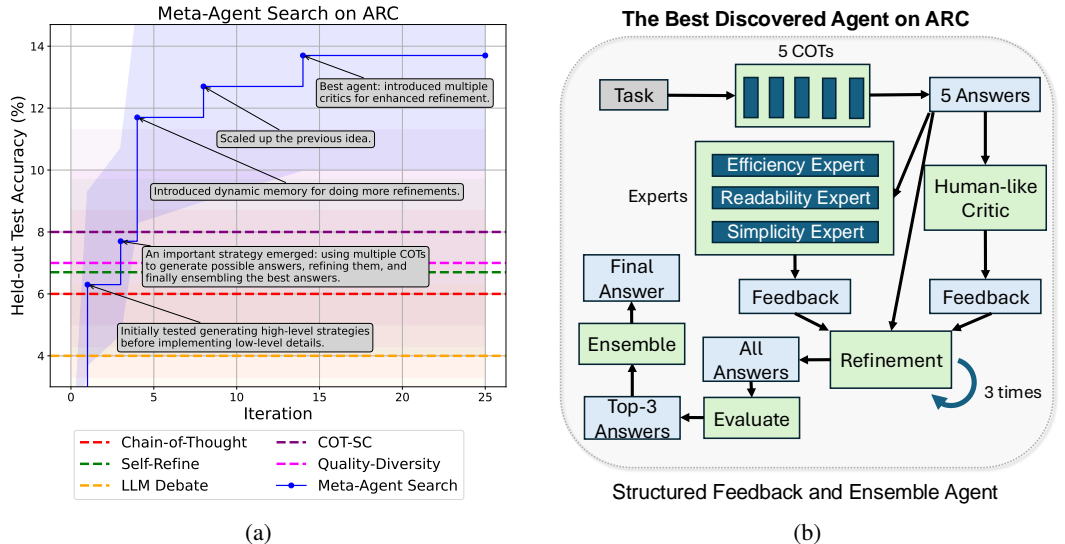 Meta-Agent Search on ARC
Held-out Test Accuracy (%)
14
12
10
8
6
4
Best agent: introduced multiple
critics for enhanced refinement.
Scaled up the previous idea.
Introduced dynamic memory for doing more refinements.
An important strategy emerged: using multiple COTs
to generate possible answers, refining them, and
finally ensembling the best answers.
Initially tested generating high-level strategies
before implementing low-level details.
0
5
10
15
20
25
Iteration
Chain-of-Thought
Self-Refine
LLM Debate
COT-SC
Quality-Diversity
Meta-Agent Search
(a)
The Best Discovered Agent on ARC
5 COTs
Task
5 Answers
Experts
Efficiency Expert
Readability Expert
Simplicity Expert
Human-like
Critic
Feedback
Feedback
Refinement
3 times
All
Answers
Evaluate
Top-3
Answers
Ensemble
Final
Answer
Structured Feedback and Ensemble Agent
(b)